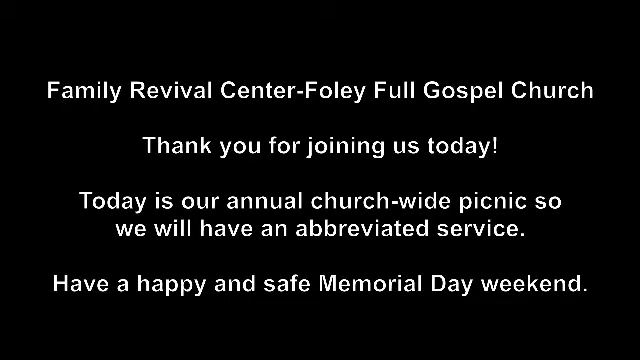 Family Revival Center-Foley Full Gospel Church
Thank you for joining us today!
Today is our annual church-wide picnic so
we will have an abbreviated service.
Have a happy and safe Memorial Day weekend.